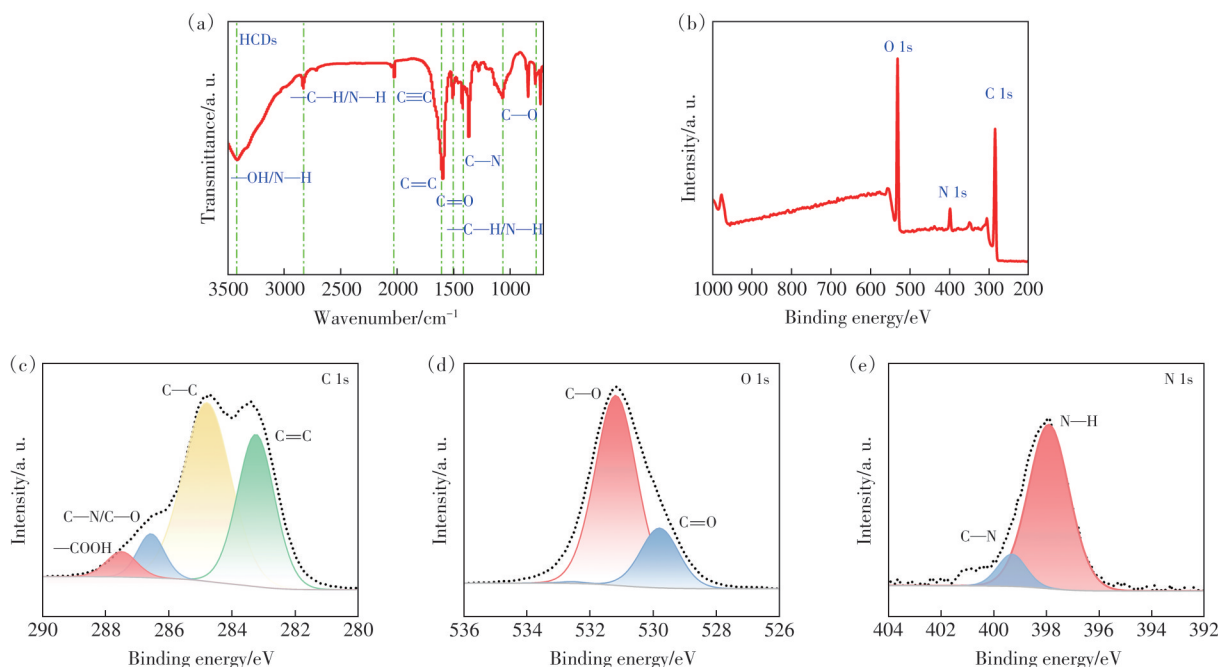 (a)
HCDs
—C—H/N—H
C≡C
C—O
—OH/N—H
C—N
C=C
C=O
—C—H/N—H
Transmittance/a. u.
3500 3000 2500 2000 1500 1000
Wavenumber/cm⁻¹
(b)
O 1s
C 1s
N 1s
Intensity/a. u.
1000 900 800 700 600 500 400 300 200
Binding energy/eV
(c)
C 1s
C—C
C=C
C—N/C—O
—COOH
Intensity/a. u.
290 288 286 284 282 280
Binding energy/eV
(d)
O 1s
C—O
C=O
Intensity/a. u.
536 534 532 530 528 526
Binding energy/eV
(e)
N 1s
N—H
C—N
Intensity/a. u.
404 402 400 398 396 394 392
Binding energy/eV